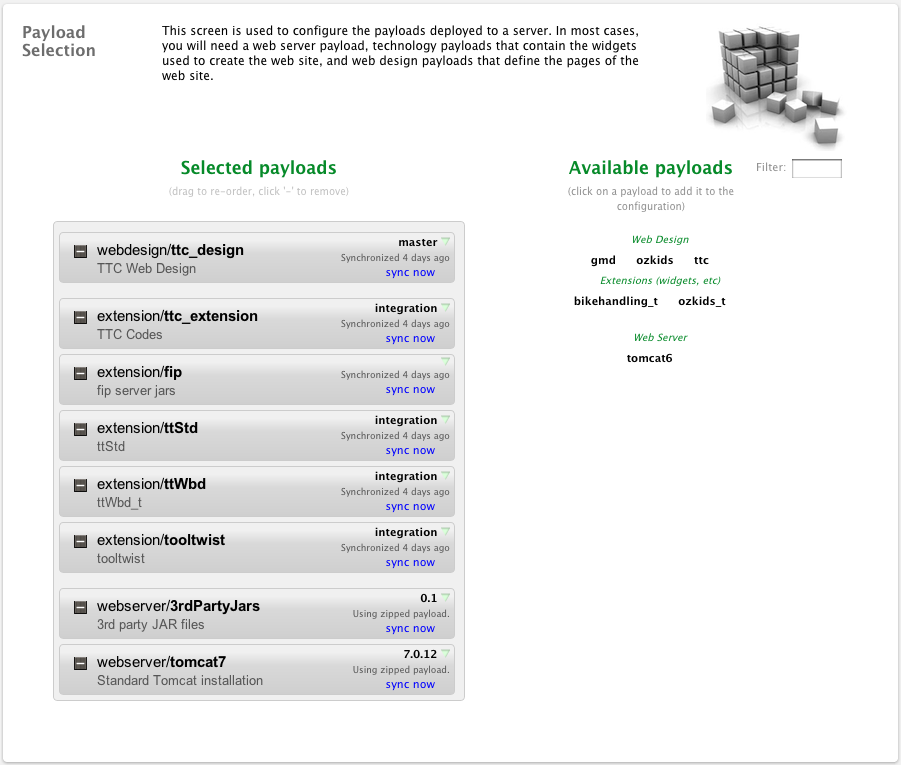 Payload
Selection
This screen is used to configure the payloads deployed to a server. In most cases,
you will need a web server payload, technology payloads that contain the widgets
used to create the web site, and web design payloads that define the pages of the
web site.
Selected payloads
(drag to re-order, click '-' to remove)
webdesign/ttc_design
TTC Web Design
master
Synchronized 4 days ago
sync now
extension/ttc_extension
TTC Codes
integration
Synchronized 4 days ago
sync now
extension/fip
fip server jars
Synchronized 4 days ago
sync now
extension/ttStd
ttStd
integration
Synchronized 4 days ago
sync now
extension/ttWbd
ttWbd_t
integration
Synchronized 4 days ago
sync now
extension/tooltwist
tooltwist
integration
Synchronized 4 days ago
sync now
webserver/3rdPartyJars
3rd party JAR files
0.1
Using zipped payload.
sync now
webserver/tomcat7
Standard Tomcat installation
7.0.12
Using zipped payload.
sync now
Available payloads
Filter:
(click on a payload to add it to the
configuration)
Web Design
gmd ozkids ttc
Extensions (widgets, etc)
bikehandling_t ozkids_t
Web Server
tomcat6